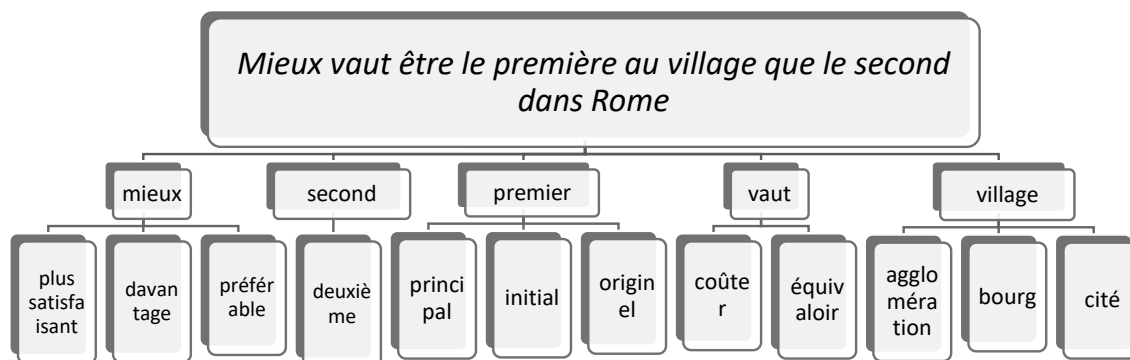 Mieux vaut être le première au village que le second
dans Rome
mieux
second
premier
vaut
village
plus
satisfa
isant
davan
tage
préfér
able
deuxiè
me
princi
pal
initial
origin
el
coûte
r
équiv
aloir
agglo
méra
tion
bourg
cité